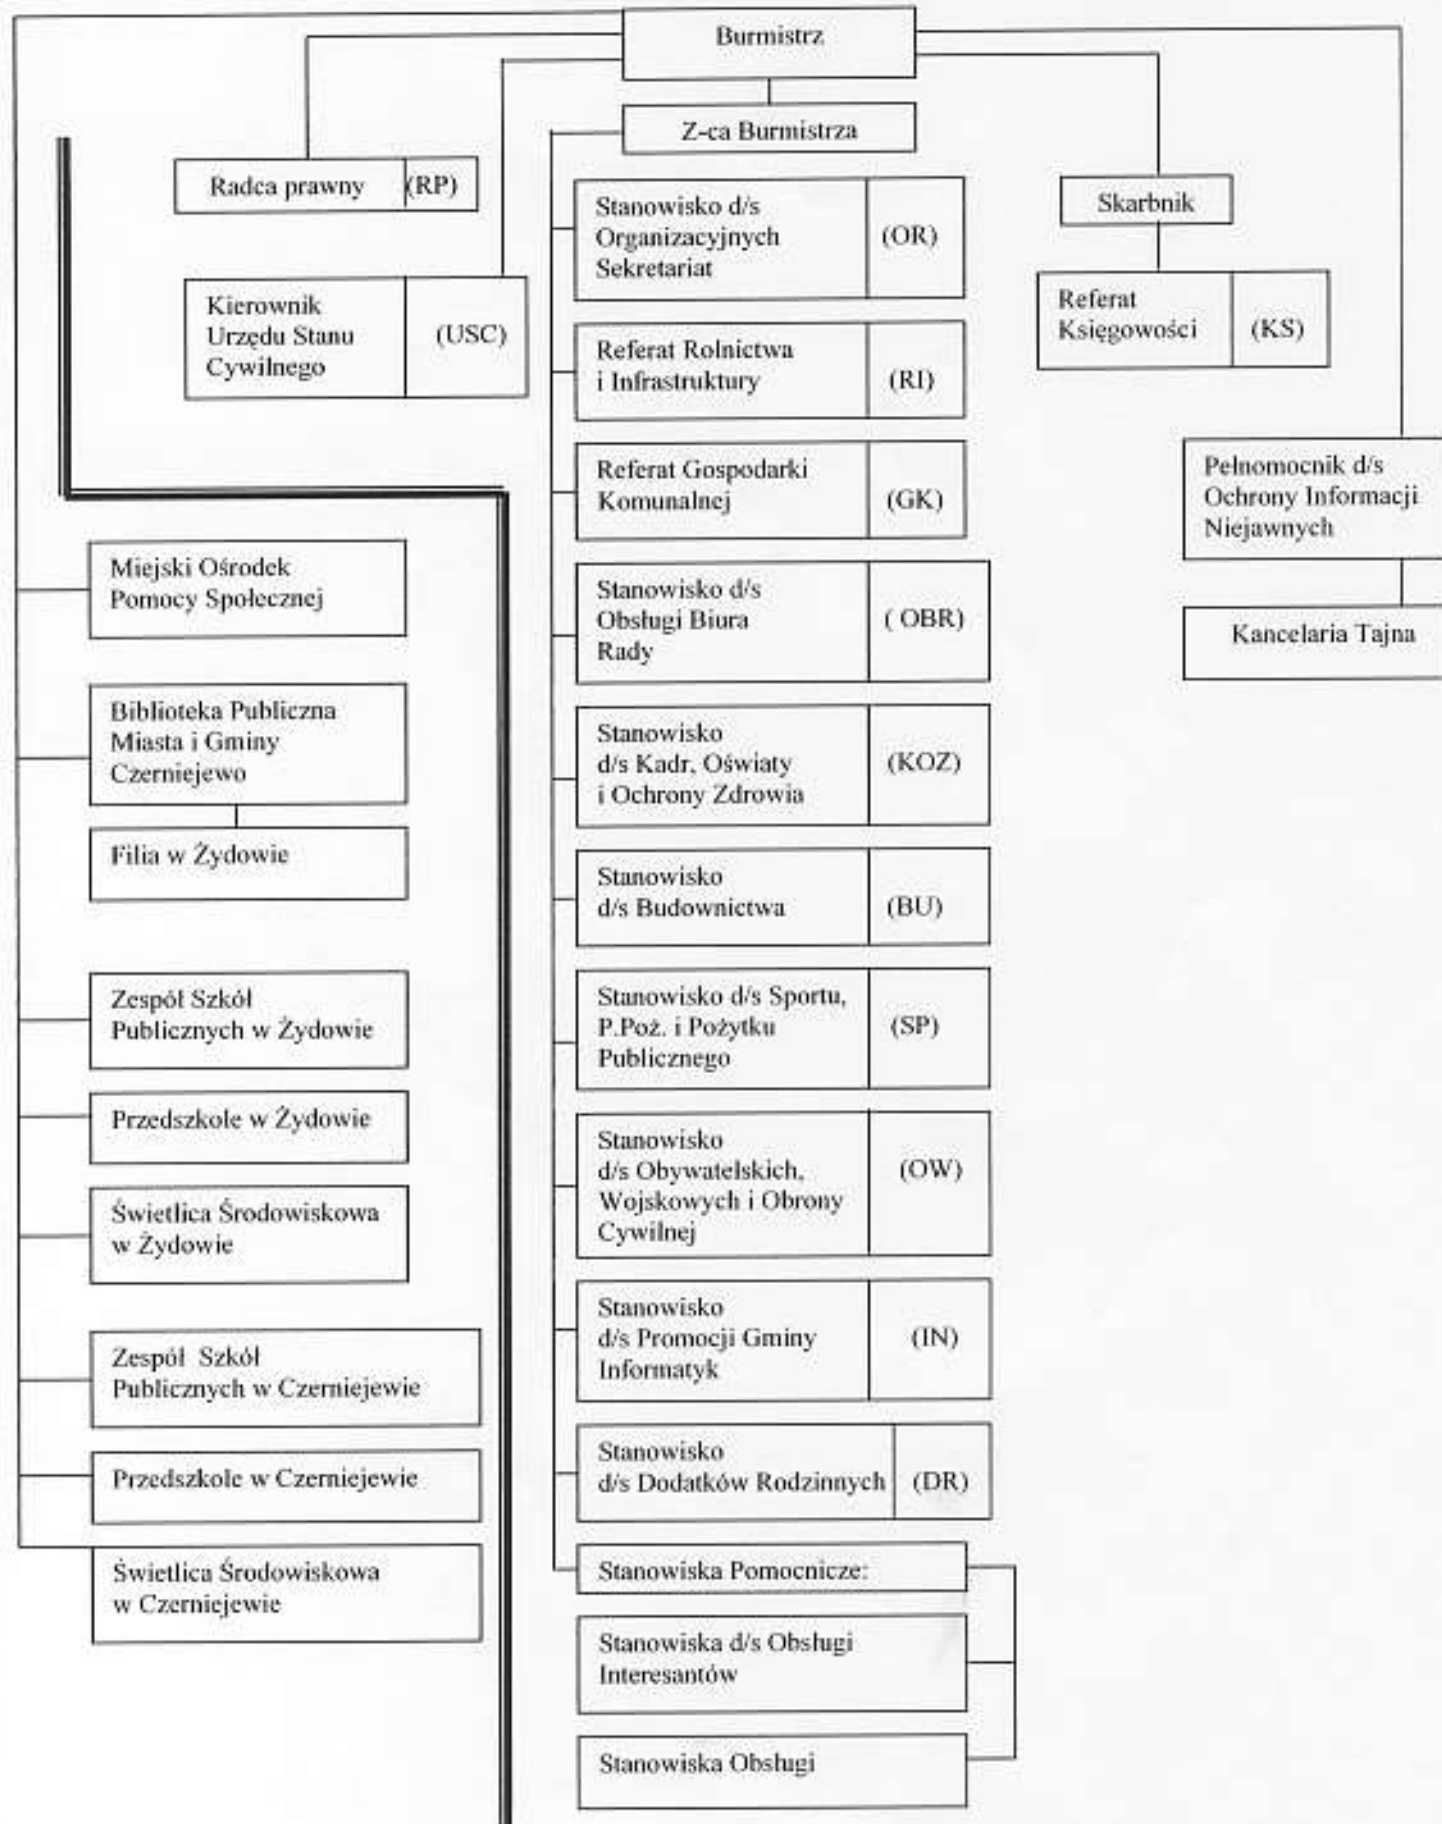 Burmistrz
Z-ca Burmistrza
Radca prawny (RP)
Kierownik
Urzędu Stanu (USC)
Cywilnego
Miejski Ośrodek
Pomocy Społecznej
Biblioteka Publiczna
Miasta i Gminy
Czerniejewo
Filia w Żydowie
Zespół Szkół
Publicznych w Żydowie
Przedszkole w Żydowie
Świetlica Środowiskowa
w Żydowie
Zespół Szkół
Publicznych w Czerniejewie
Przedszkole w Czerniejewie
Świetlica Środowiskowa
w Czerniejewie
Stanowisko d/s
Organizacyjnych (OR)
Sekretariat
Referat Rolnictwa
i Infrastruktury (RI)
Referat Gospodarki
Komunalnej (GK)
Stanowisko d/s
Obsługi Biura ( OBR)
Rady
Stanowisko
d/s Kadr, Oświaty (KOZ)
i Ochrony Zdrowia
Stanowisko
d/s Budownictwa (BU)
Stanowisko d/s Sportu,
P.Poż. i Pożytku (SP)
Publicznego
Stanowisko
d/s Obywatelskich, (OW)
Wojskowych i Obrony
Cywilnej
Stanowisko
d/s Promocji Gminy (IN)
Informatyk
Stanowisko
d/s Dodatków Rodzinnych (DR)
Stanowiska Pomocnicze:
Stanowiska d/s Obsługi
Interesantów
Stanowiska Obsługi
Skarbnik
Referat
Księgowości (KS)
Pełnomocnik d/s
Ochrony Informacji
Niejawnych
Kancelaria Tajna